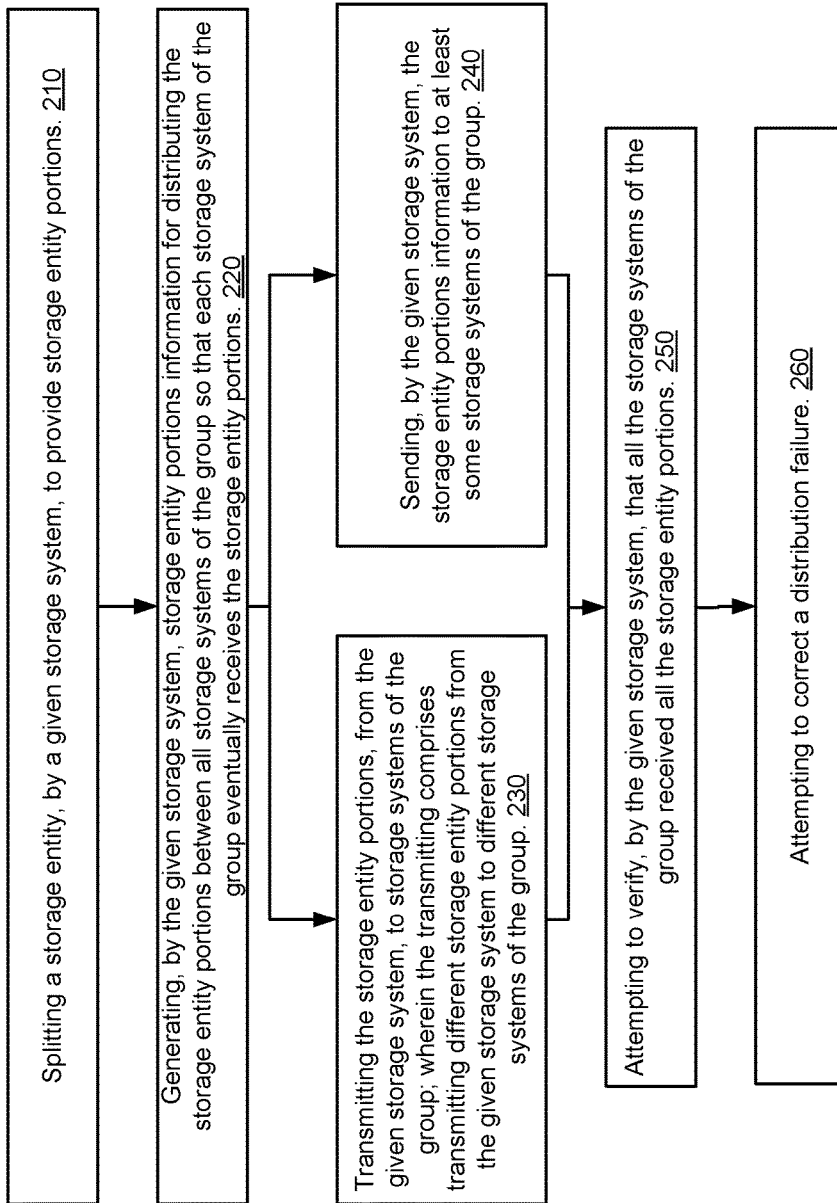 Splitting a storage entity, by a given storage system, to provide storage entity portions. 210
Generating, by the given storage system, storage entity portions information for distributing the
storage entity portions between all storage systems of the group so that each storage system of the
group eventually receives the storage entity portions. 220
Transmitting the storage entity portions, from the
given storage system, to storage systems of the
group; wherein the transmitting comprises
transmitting different storage entity portions from
the given storage system to different storage
systems of the group. 230
Sending, by the given storage system, the
storage entity portions information to at least
some storage systems of the group. 240
Attempting to verify, by the given storage system, that all the storage systems of the
group received all the storage entity portions. 250
Attempting to correct a distribution failure. 260